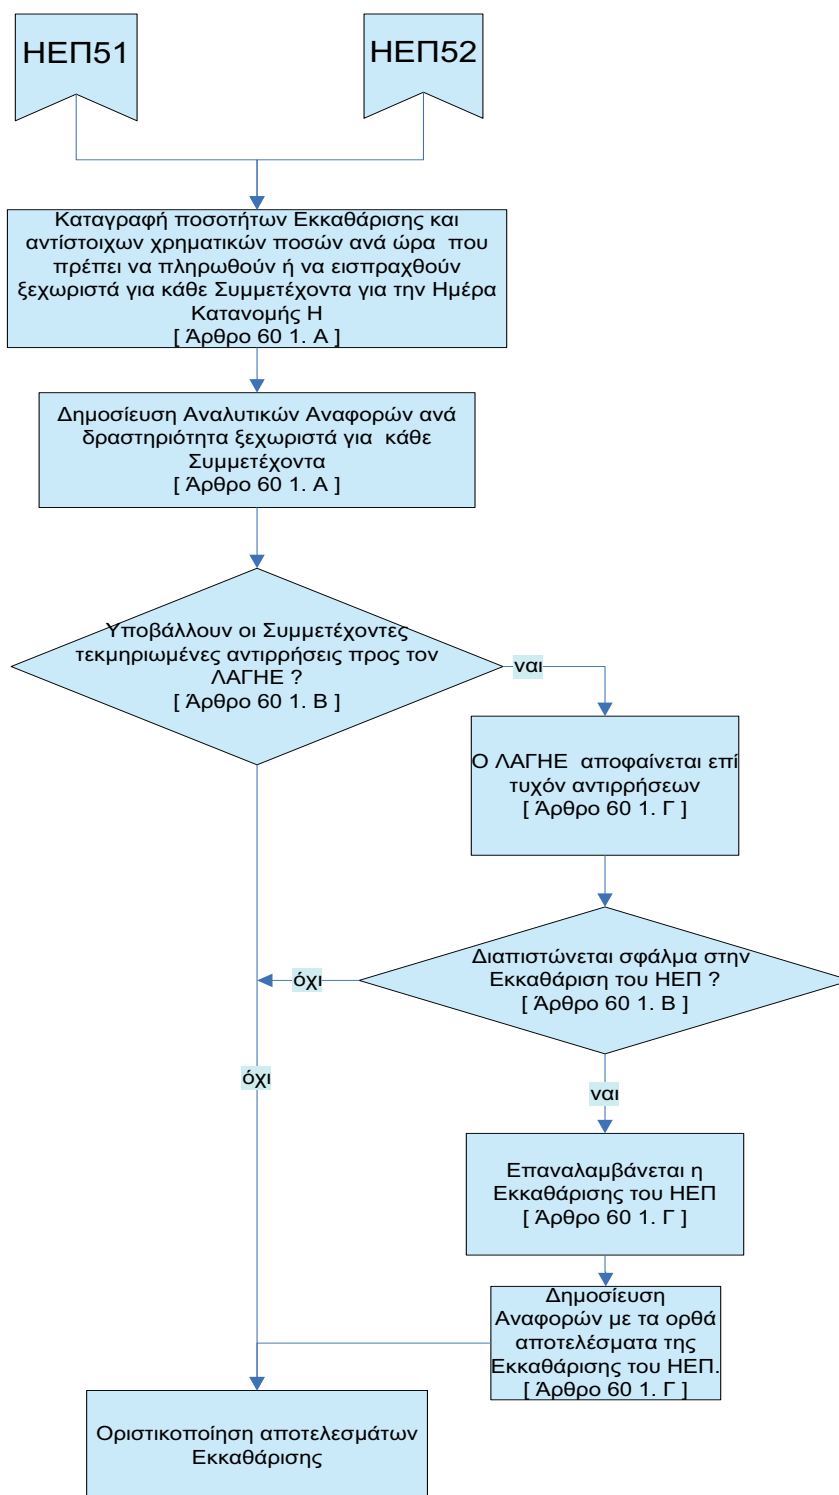 ΗΕΠ51
ΗΕΠ52
Καταγραφή ποσοτήτων Εκκαθάρισης και
αντίστοιχων χρηματικών ποσών ανά ώρα που
πρέπει να πληρωθούν ή να εισπραχθούν
ξεχωριστά για κάθε Συμμετέχοντα για την Ημέρα
Κατανομής Η
[ Άρθρο 60 1. Α ]
Δημοσίευση Αναλυτικών Αναφορών ανά
δραστηριότητα ξεχωριστά για κάθε
Συμμετέχοντα
[ Άρθρο 60 1. Α ]
Υποβάλλουν οι Συμμετέχοντες
τεκμηριωμένες αντιρρήσεις προς τον
ΛΑΓΗΕ ?
[ Άρθρο 60 1. Β ]
ναι
Ο ΛΑΓΗΕ αποφαίνεται επί
τυχόν αντιρρήσεων
[ Άρθρο 60 1. Γ ]
Διαπιστώνεται σφάλμα στην
Εκκαθάριση του ΗΕΠ ?
[ Άρθρο 60 1. Β ]
όχι
όχι
ναι
Επαναλαμβάνεται η
Εκκαθάρισης του ΗΕΠ
[ Άρθρο 60 1. Γ ]
Δημοσίευση
Αναφορών με τα ορθά
αποτελέσματα της
Εκκαθάρισης του ΗΕΠ.
[ Άρθρο 60 1. Γ ]
Οριστικοποίηση αποτελεσμάτων
Εκκαθάρισης